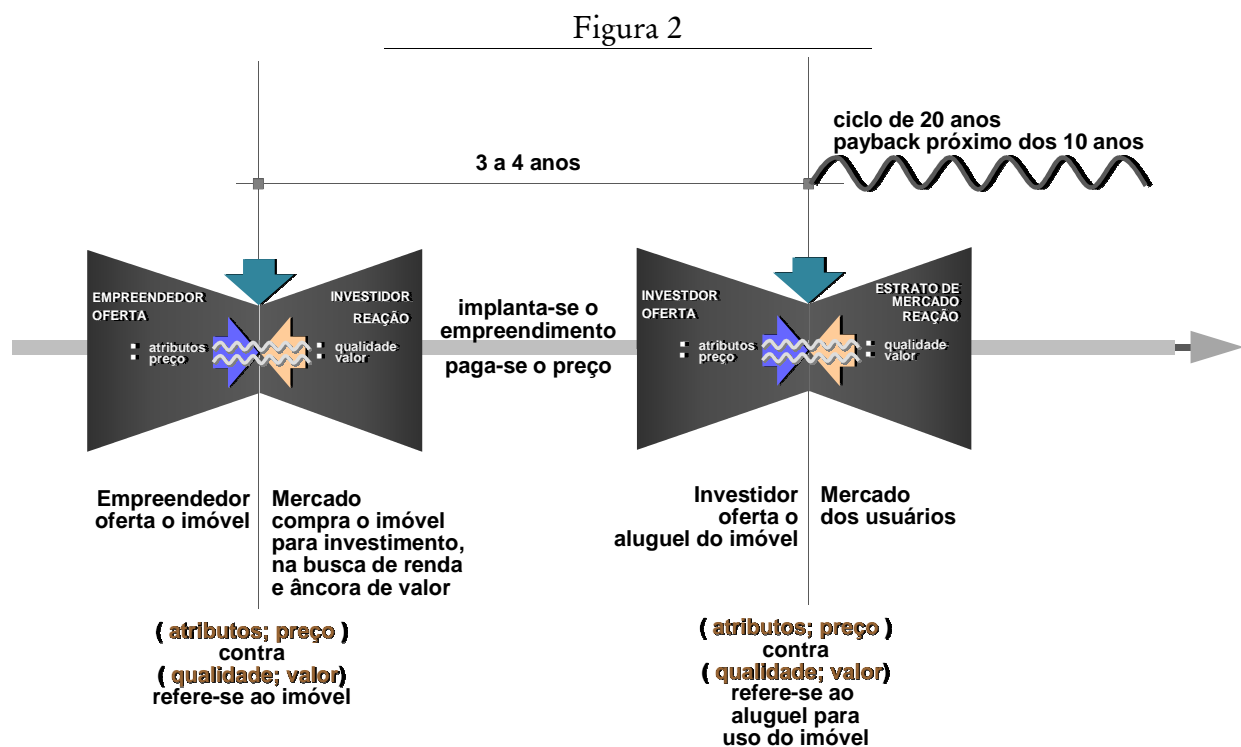 Figura 2
ciclo de 20 anos
payback próximo dos 10 anos
3 a 4 anos
EMPREENDEDOR
OFERTA
atributos
preço
INVESTIDOR
REAÇÃO
qualidade
valor
implanta-se o
empreendimento
paga-se o preço
INVESTDOR
OFERTA
atributos
preço
ESTRATO DE
MERCADO
REAÇÃO
qualidade
valor
Empreendedor
oferta o imóvel
Mercado
compra o imóvel
para investimento,
na busca de renda
e âncora de valor
Investidor
oferta o
aluguel do imóvel
Mercado
dos usuários
( atributos; preço )
contra
( qualidade; valor)
refere-se ao imóvel
( atributos; preço )
contra
( qualidade; valor)
refere-se ao
aluguel para
uso do imóvel